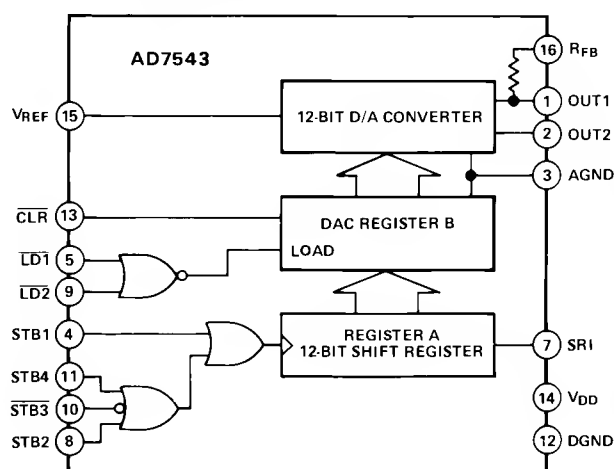 AD7543
16 RFB
12-BIT D/A CONVERTER
1 OUT1
VREF 15
2 OUT2
3 AGND
CLR 13
DAC REGISTER B
LD1 5
LOAD
LD2 9
STB1 4
REGISTER A
12-BIT SHIFT REGISTER
7 SRI
STB4 11
14 VDD
STB3 10
STB2 8
12 DGND